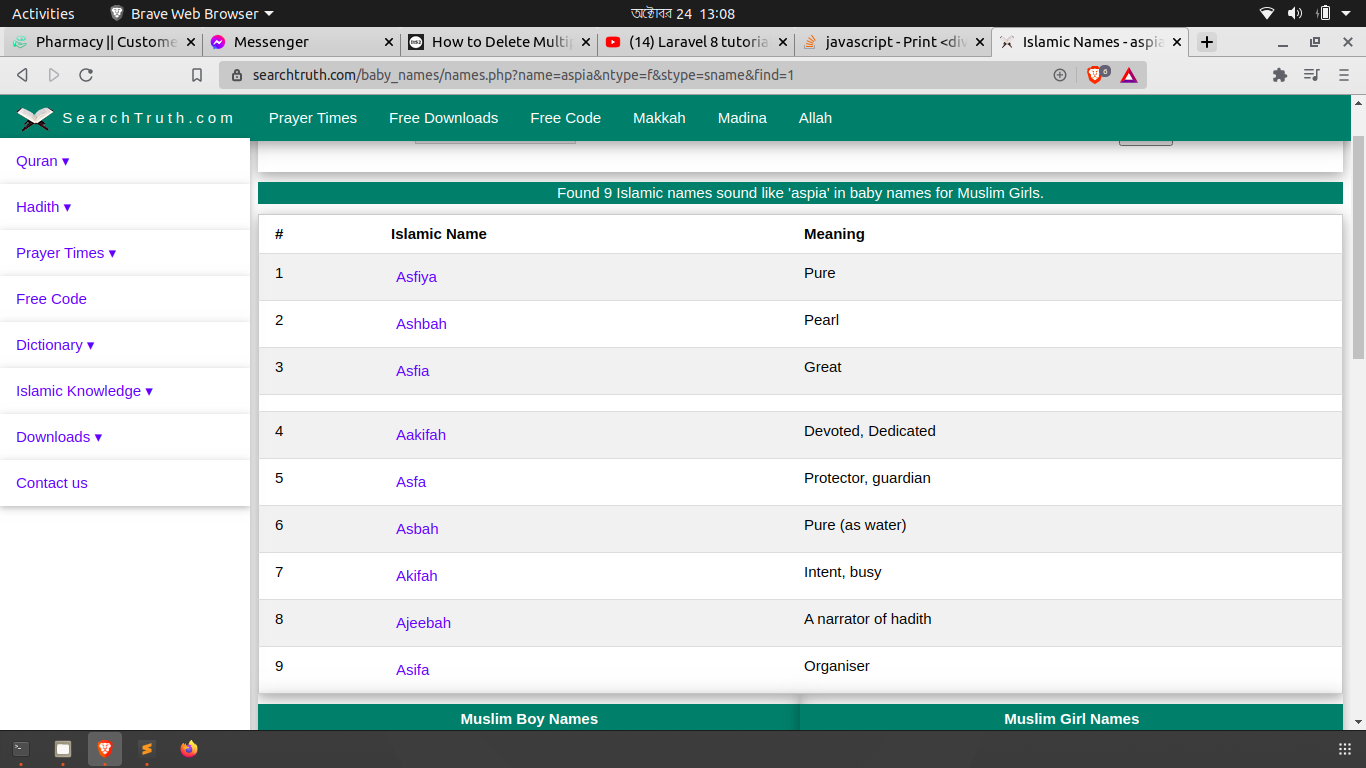 Activities Brave Web Browser অক্টোবর 24 13:08
Pharmacy || Custome Messenger How to Delete Multip (14) Laravel 8 tutoria javascript - Print <div Islamic Names - aspia
searchtruth.com/baby_names/names.php?name=aspia&ntype=f&stype=sname&find=1 6
SearchTruth.com Prayer Times Free Downloads Free Code Makkah Madina Allah
Quran ▾
Hadith ▾
Prayer Times ▾
Free Code
Dictionary ▾
Islamic Knowledge ▾
Downloads ▾
Contact us
Found 9 Islamic names sound like 'aspia' in baby names for Muslim Girls.
# Islamic Name Meaning
1 Asfiya Pure
2 Ashbah Pearl
3 Asfia Great
4 Aakifah Devoted, Dedicated
5 Asfa Protector, guardian
6 Asbah Pure (as water)
7 Akifah Intent, busy
8 Ajeebah A narrator of hadith
9 Asifa Organiser
Muslim Boy Names Muslim Girl Names